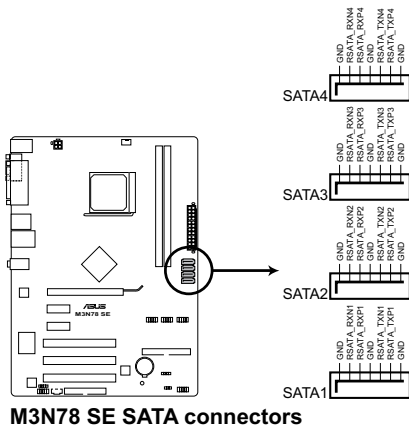 GND
RSATA_RXN4
RSATA_RXP4
GND
RSATA_TXN4
RSATA_TXP4
GND
SATA4
GND
RSATA_RXN3
RSATA_RXP3
GND
RSATA_TXN3
RSATA_TXP3
GND
SATA3
GND
RSATA_RXN2
RSATA_RXP2
GND
RSATA_TXN2
RSATA_TXP2
GND
SATA2
GND
RSATA_RXN1
RSATA_RXP1
GND
RSATA_TXN1
RSATA_TXP1
GND
SATA1
ASUS
M3N78 SE
M3N78 SE SATA connectors